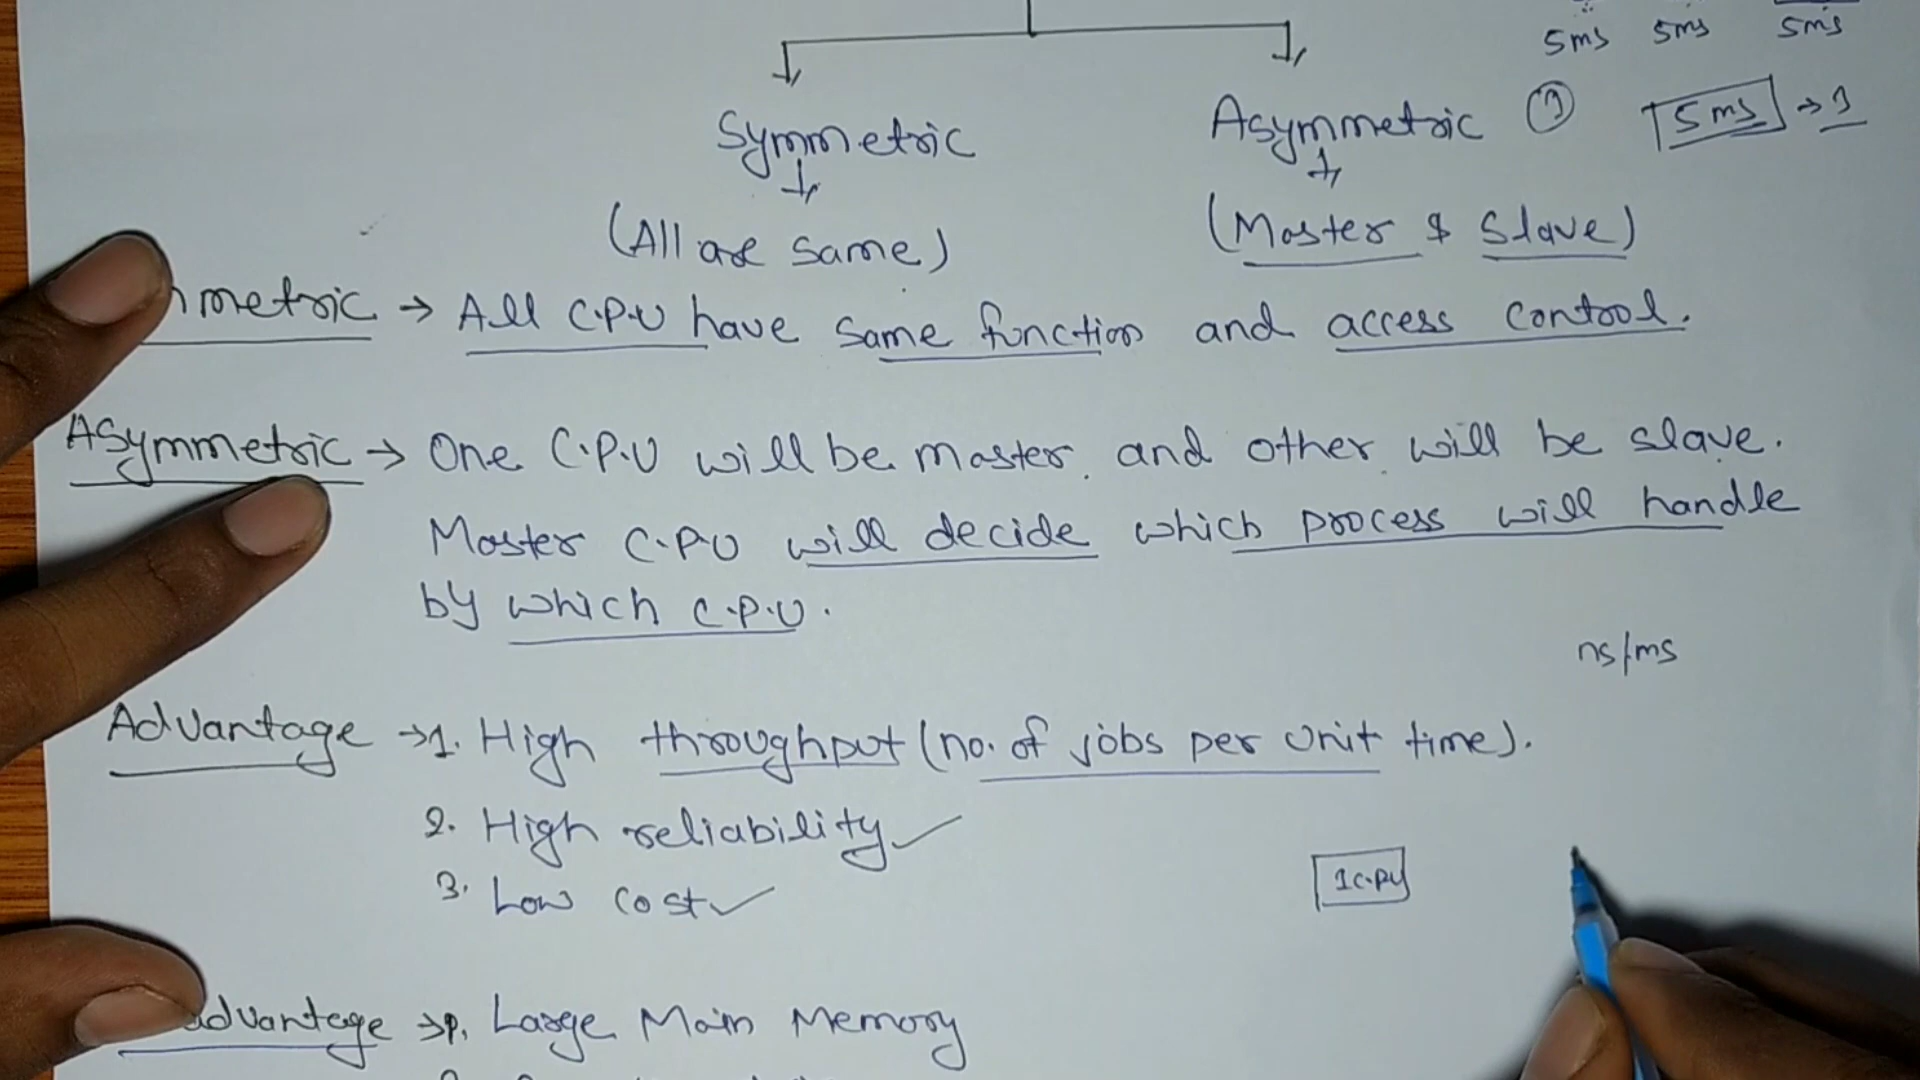 5ms 5ms 5ms
Symmetric Asymmetric 1 5ms → 1
(All are same) (Master & Slave)
metric → All C.P.U have same function and access control.
Asymmetric → One C.P.U will be master and other will be slave.
Master C.P.U will decide which process will handle
by which C.P.U.
ns/ms
Advantage → 1. High throughput (no. of jobs per unit time).
2. High reliability
3. Low cost
1 C.PU
advantage → 1. Large Main Memory